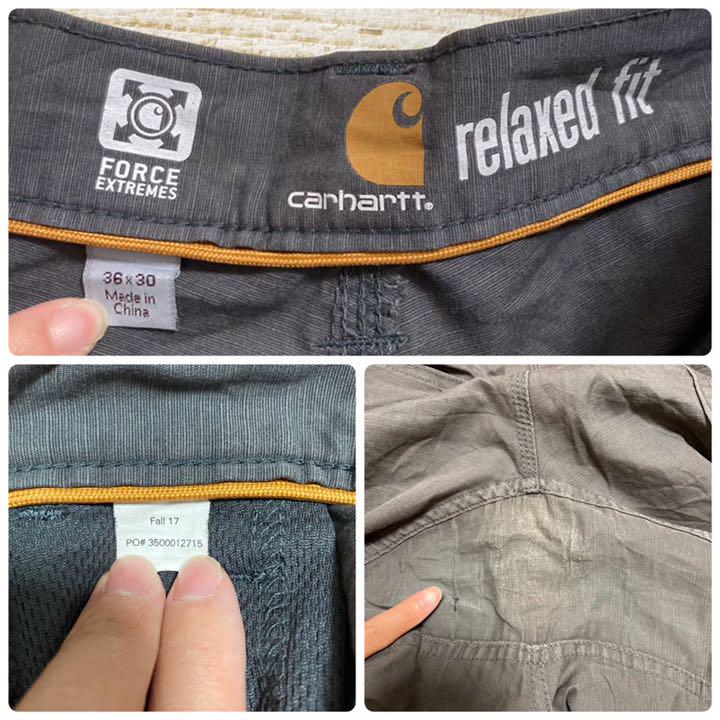 FORCE
EXTREMES
carhartt®
relaxed fit
36 x 30
Made in
China
Fall 17
PO# 3500012715